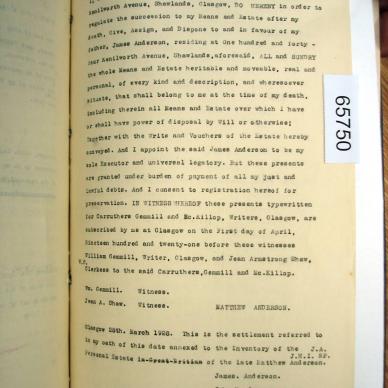 Kenilworth Avenue, Shawlands, Glasgow, DO HEREBY in order to
regulate the succession to my Means and Estate after my
death, Give, Assign, and Dispone to and in favour of my
father, James Anderson, residing at One hundred and forty -
four Kenilworth Avenue, Shawlands, aforesaid, ALL and SUNDRY
the whole Means and Estate heritable and moveable, real and
personal, of every kind and description, and wheresoever
situate, that shall belong to me at the time of my death,
including therein all Means and Estate over which I have
or shall have power of disposal by Will or otherwise;
Together with the Writs and Vouchers of the Estate hereby
conveyed. And I appoint the said James Anderson to be my
sole Executor and universal legatory. But these presents
are granted under burden of payment of all my just and
lawful debts. And I consent to registration hereof for
preservation. IN WITNESS WHEREOF these presents typewritten
for Carruthers Gemmill and McKillop, Writers, Glasgow, are
subscribed by me at Glasgow on the First day of April,
Nineteen hundred and twenty-one before these witnesses
William Gemmill, Writer, Glasgow, and Jean Armstrong Shaw,
Clerkess to the said Carruthers, Gemmill and McKillop.
Wm. Gemmill. Witness.
Jean A. Shaw. Witness. MATTHEW ANDERSON.
Glasgow 28th. March 1928. This is the settlement referred to
in my oath of this date annexed to the Inventory of the J.A.
Personal Estate in Great Britian of the late Matthew Anderson. J.M.I. NP.
James. Anderson.
65750